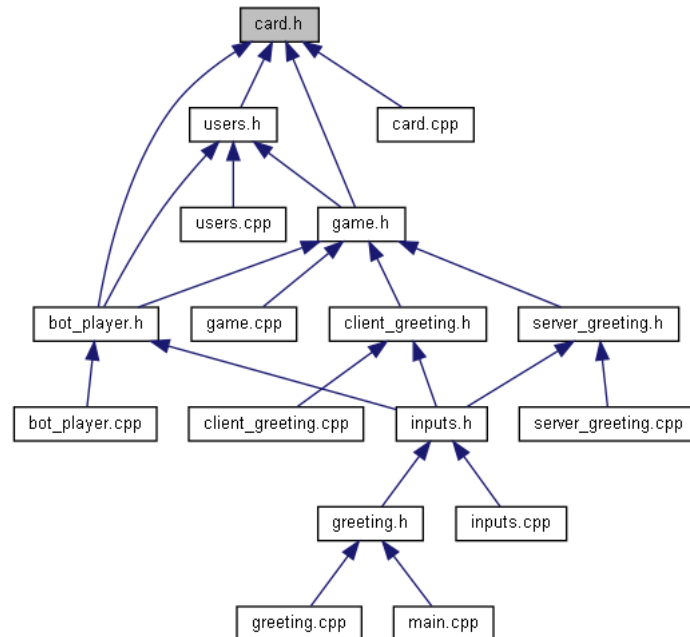 card.h
users.h
card.cpp
users.cpp
game.h
bot_player.h
game.cpp
client_greeting.h
server_greeting.h
bot_player.cpp
client_greeting.cpp
inputs.h
server_greeting.cpp
greeting.h
inputs.cpp
greeting.cpp
main.cpp